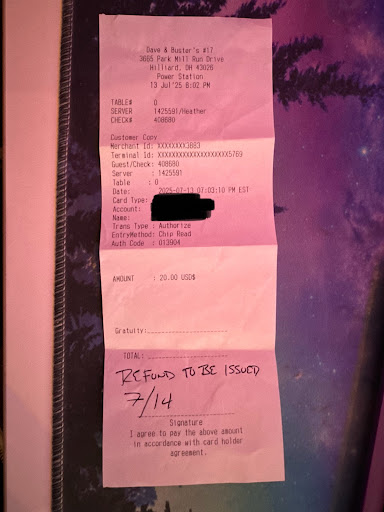 Dave & Buster's #17
3665 Park Mill Run Drive
Hilliard, OH 43026
Power Station
13 Jul'25 8:02 PM
TABLE# 0
SERVER 1425591/Heather
CHECK# 408680
Customer Copy
Merchant Id: XXXXXXXX3683
Terminal Id: XXXXXXXXXXXXXXXXXXXX5769
Guest/Check: 408680
Server : 1425591
Table : 0
Date: 2025-07-13 07:03:10 PM EST
Card Type:
Account:
Name:
Trans Type : Authorize
EntryMethod: Chip Read
Auth Code : 013904
AMOUNT : 20.00 USD$
Gratuity:
TOTAL:
REFUND TO BE ISSUED
7/14
Signature
I agree to pay the above amount
in accordance with card holder
agreement.